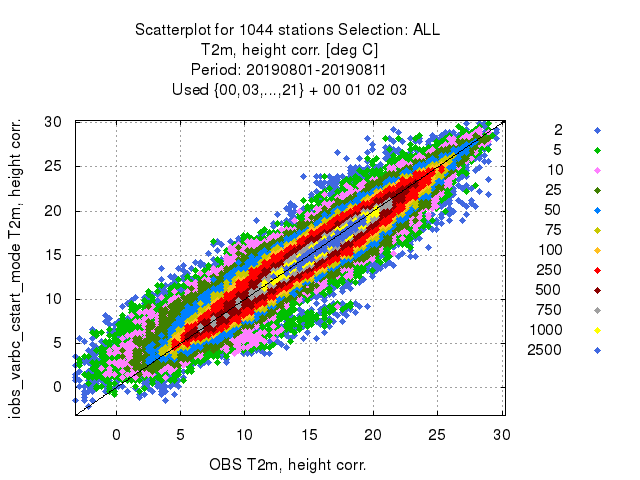 Scatterplot for 1044 stations Selection: ALL
T2m, height corr. [deg C]
Period: 20190801-20190811
Used {00,03,...,21} + 00 01 02 03
iobs_varbc_cstart_mode T2m, height corr.
30
25
20
15
10
5
0
0 5 10 15 20 25 30
OBS T2m, height corr.
2
5
10
25
50
75
100
250
500
750
1000
2500